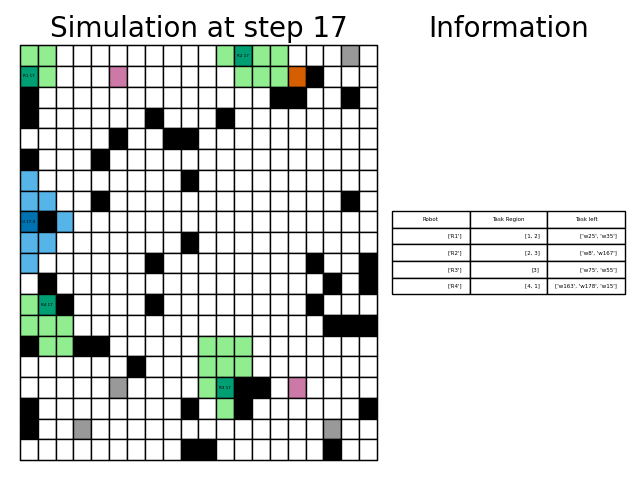 Simulation at step 17
Information
Robot Task Region Task left
['R1'] [1, 2] ['w25', 'w35']
['R2'] [2, 3] ['w8', 'w167']
['R3'] [3] ['w75', 'w55']
['R4'] [4, 1] ['w163', 'w178', 'w15']